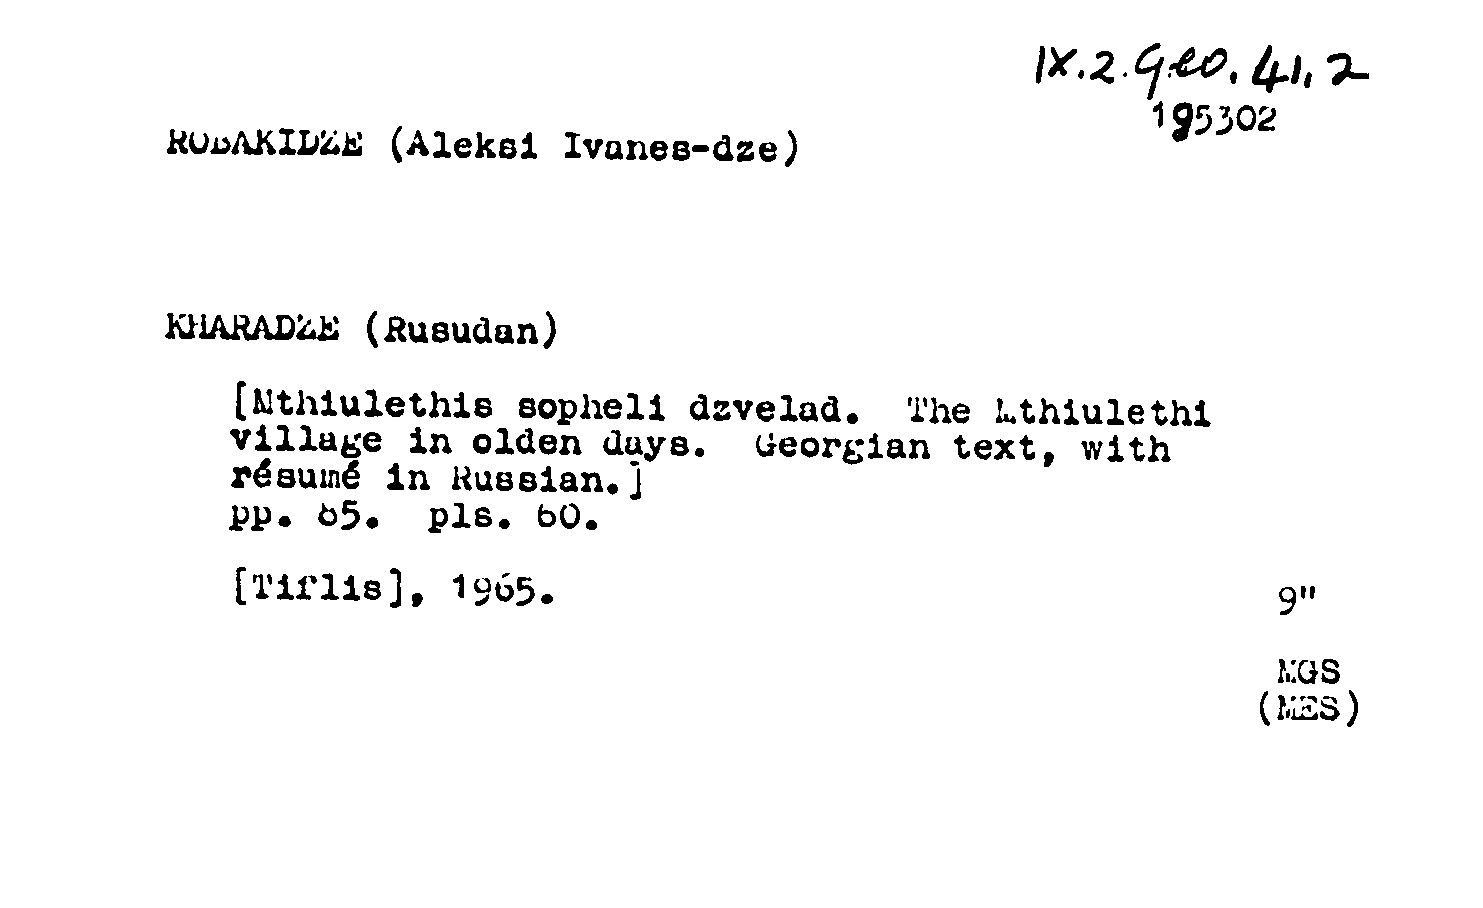 IX.2.Geo.41.2
195302
ROBAKIDZE (Aleksi Ivanes-dze)
KHARADZE (Rusudan)
[Mthiulethis sopheli dzvelad. The Mthiulethi
village in olden days. Georgian text, with
résumé in Russian.]
pp. 85. pls. 60.
[Tiflis], 1965.
9"
MGS
(MES)